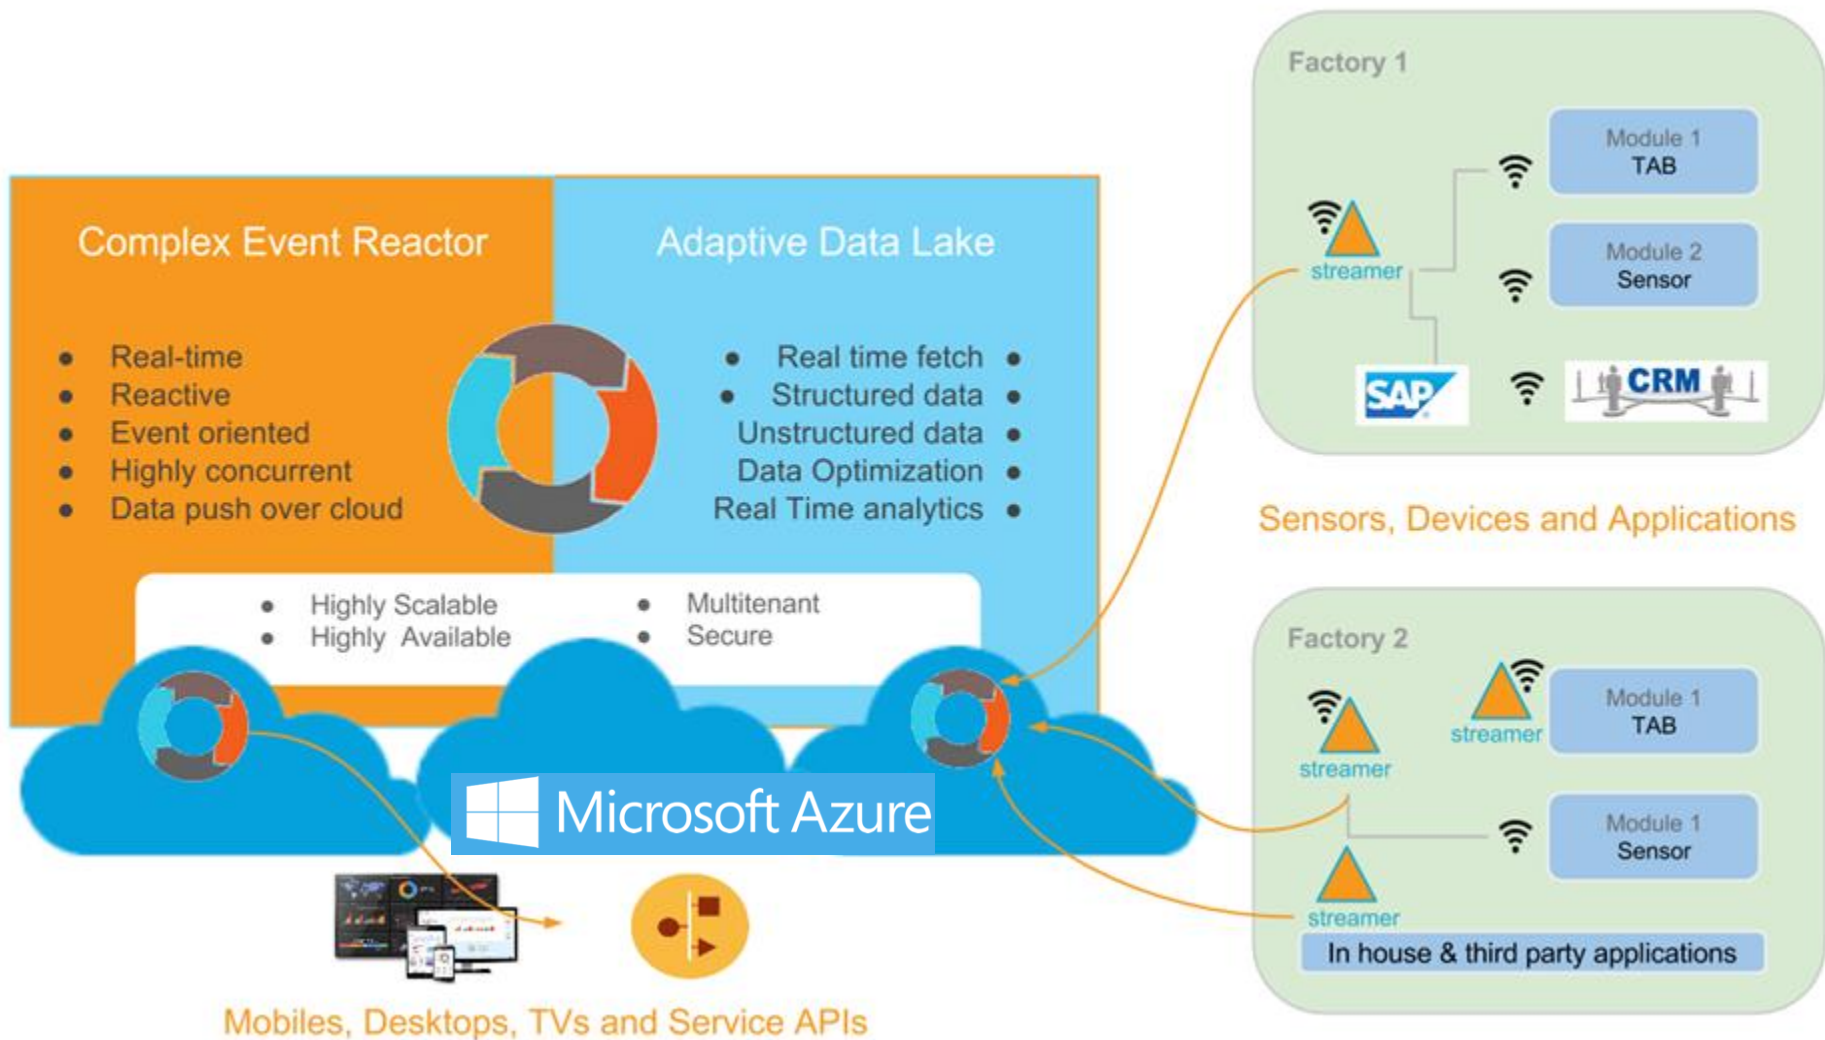 Complex Event Reactor
● Real-time
● Reactive
● Event oriented
● Highly concurrent
● Data push over cloud
Adaptive Data Lake
● Real time fetch ●
● Structured data ●
Unstructured data ●
Data Optimization ●
Real Time analytics ●
● Highly Scalable
● Highly Available
● Multitenant
● Secure
Microsoft Azure
Mobiles, Desktops, TVs and Service APIs
Factory 1
Module 1
TAB
streamer
Module 2
Sensor
SAP
CRM
Sensors, Devices and Applications
Factory 2
streamer
streamer
Module 1
TAB
Module 1
Sensor
streamer
In house & third party applications